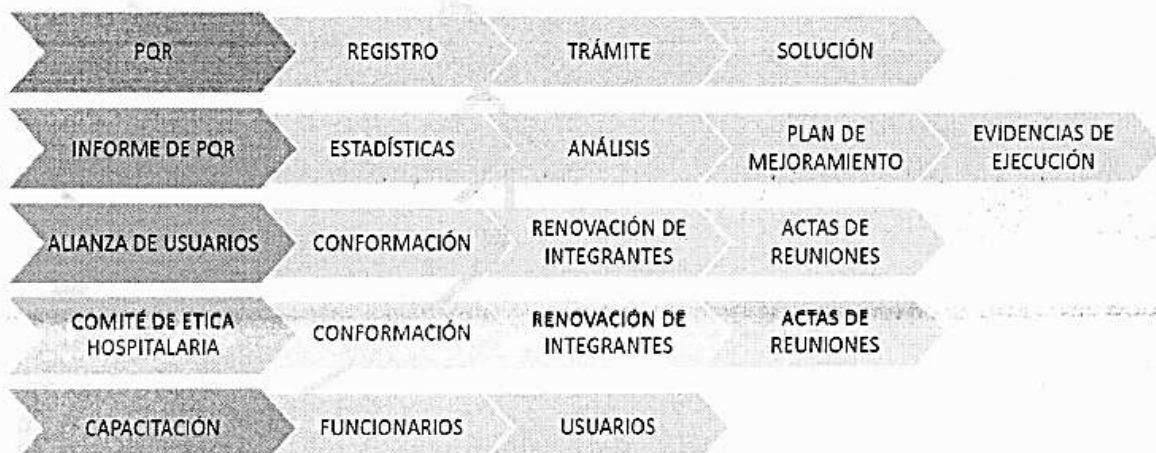 PQR
REGISTRO
TRÁMITE
SOLUCIÓN
INFORME DE PQR
ESTADÍSTICAS
ANÁLISIS
PLAN DE
MEJORAMIENTO
EVIDENCIAS DE
EJECUCIÓN
ALIANZA DE USUARIOS
CONFORMACIÓN
RENOVACIÓN DE
INTEGRANTES
ACTAS DE
REUNIONES
COMITÉ DE ETICA
HOSPITALARIA
CONFORMACIÓN
RENOVACIÓN DE
INTEGRANTES
ACTAS DE
REUNIONES
CAPACITACIÓN
FUNCIONARIOS
USUARIOS